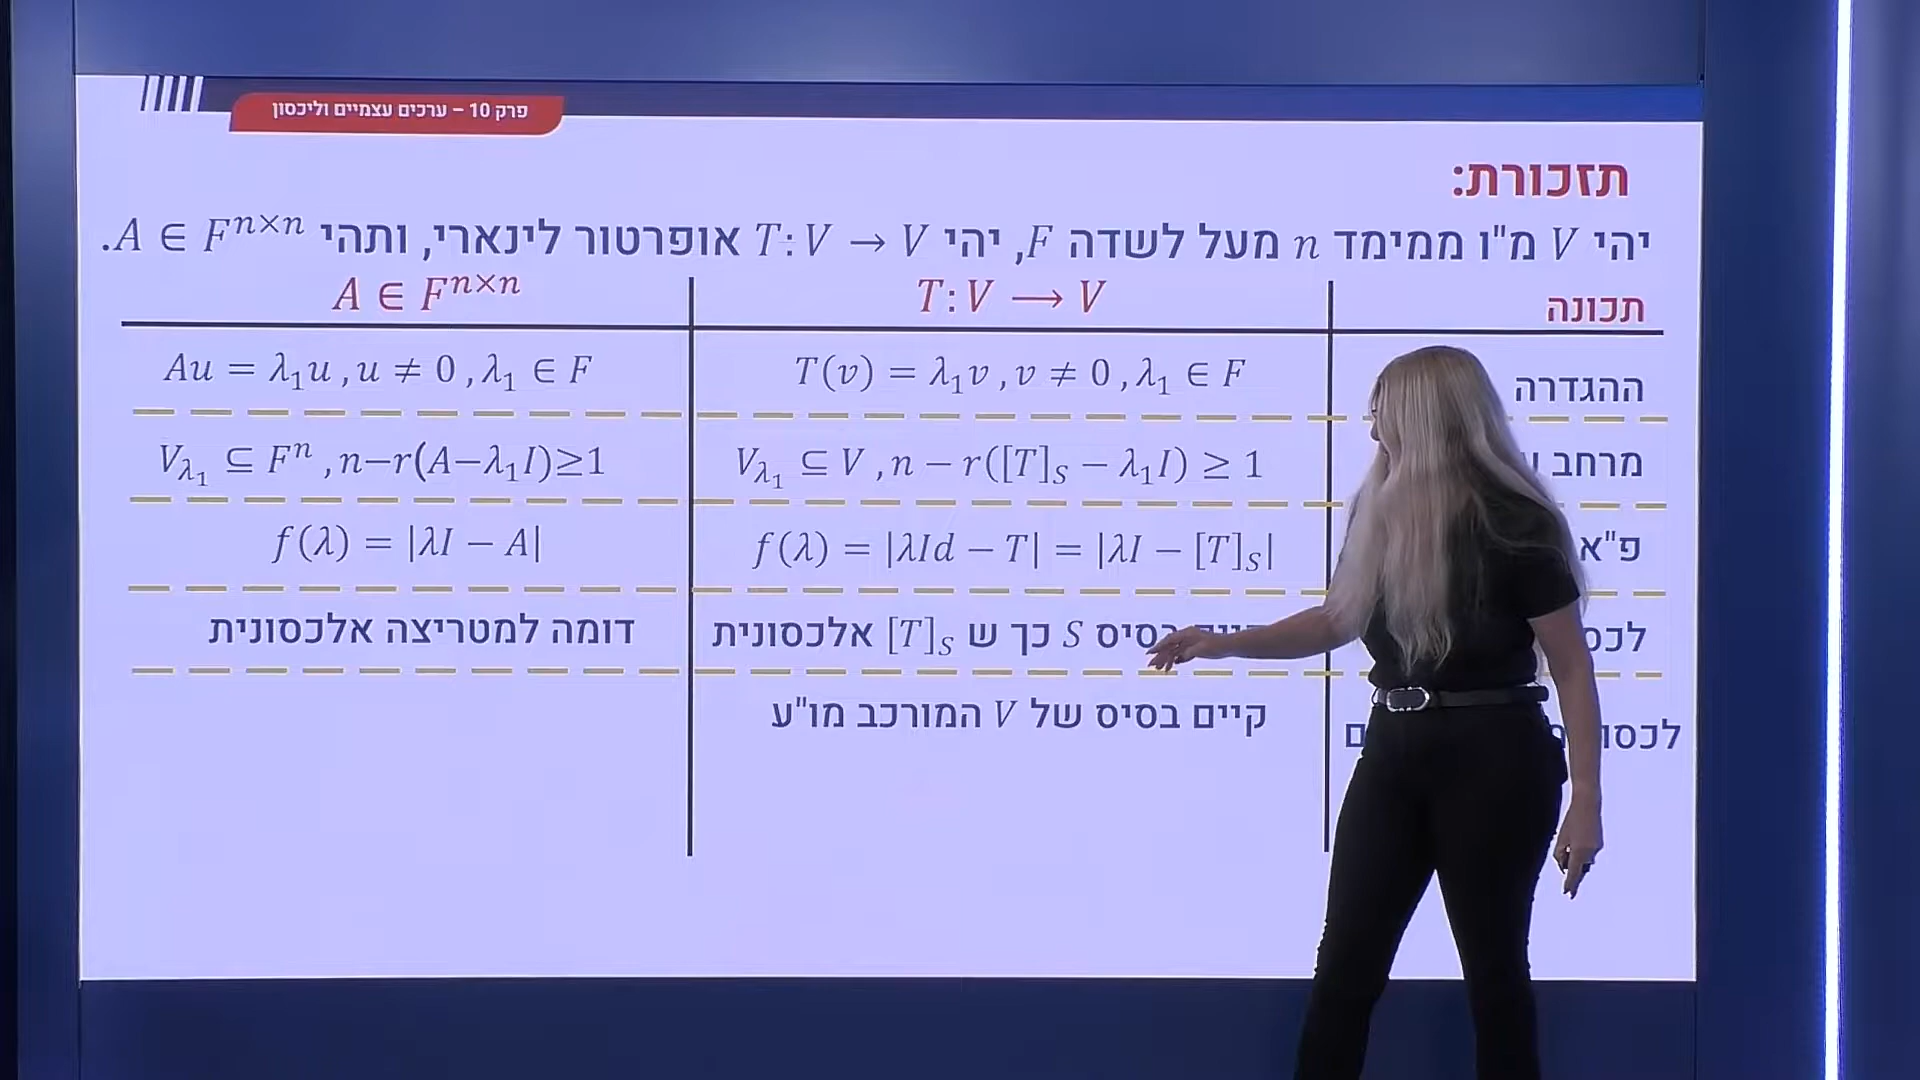 פרק 10 – ערכים עצמיים וליכסון
תזכורת:
יהי V מ"ו ממימד n מעל לשדה F, יהי T: V → V אופרטור לינארי, ותהי A ∈ F^{n×n}.
תכונה
T: V ⟶ V
A ∈ F^{n×n}
ההגדרה
T(v) = λ₁v , v ≠ 0 , λ₁ ∈ F
Au = λ₁u , u ≠ 0 , λ₁ ∈ F
מרחב
V_{λ₁} ⊆ V , n − r([T]_S − λ₁I) ≥ 1
V_{λ₁} ⊆ F^n , n−r(A−λ₁I)≥1
פ"א
f(λ) = |λId − T| = |λI − [T]_S|
f(λ) = |λI − A|
בסיס S כך ש [T]_S אלכסונית
דומה למטריצה אלכסונית
קיים בסיס של V המורכב מו"ע